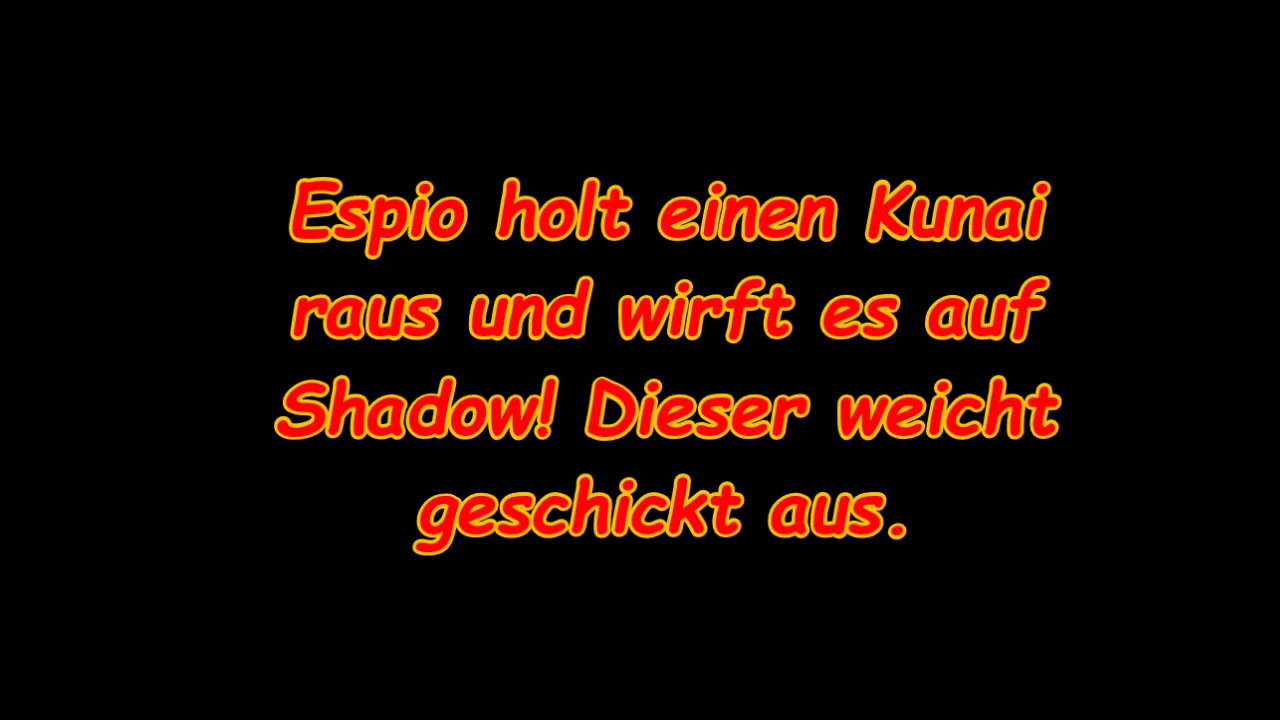 Espio holt einen Kunai
raus und wirft es auf
Shadow! Dieser weicht
geschickt aus.